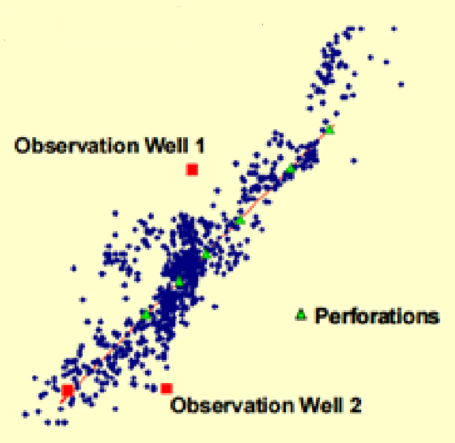 Observation Well 1
Perforations
Observation Well 2